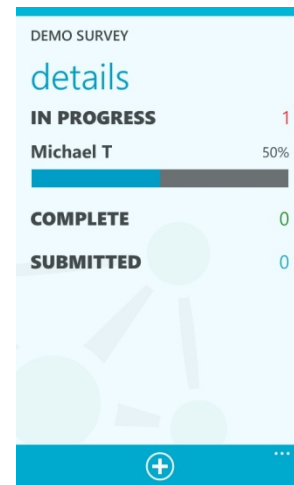 DEMO SURVEY
details
IN PROGRESS 1
Michael T 50%
COMPLETE 0
SUBMITTED 0